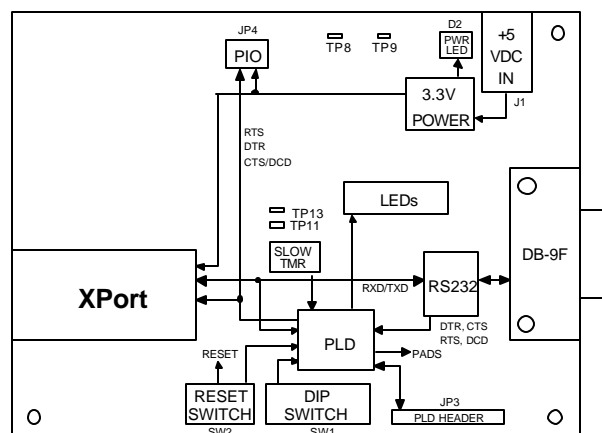 JP4
PIO
TP8
TP9
D2
PWR
LED
+5
VDC
IN
J1
3.3V
POWER
RTS
DTR
CTS/DCD
LEDs
TP13
TP11
SLOW
TMR
XPort
RXD/TXD
RS232
DB-9F
DTR, CTS
RTS, DCD
PLD
PADS
RESET
RESET
SWITCH
SW2
DIP
SWITCH
SW1
JP3
PLD HEADER